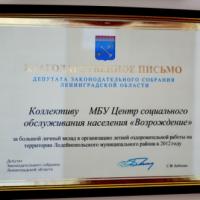 БЛАГОДАРСТВЕННОЕ ПИСЬМО
ДЕПУТАТА ЗАКОНОДАТЕЛЬНОГО СОБРАНИЯ
ЛЕНИНГРАДСКОЙ ОБЛАСТИ
Коллективу МБУ Центр социального
обслуживания населения «Возрождение»
за большой личный вклад в организацию летней оздоровительной работы на
территории Лодейнопольского муниципального района в 2012 году
Депутат
Законодательного собрания
Ленинградской области